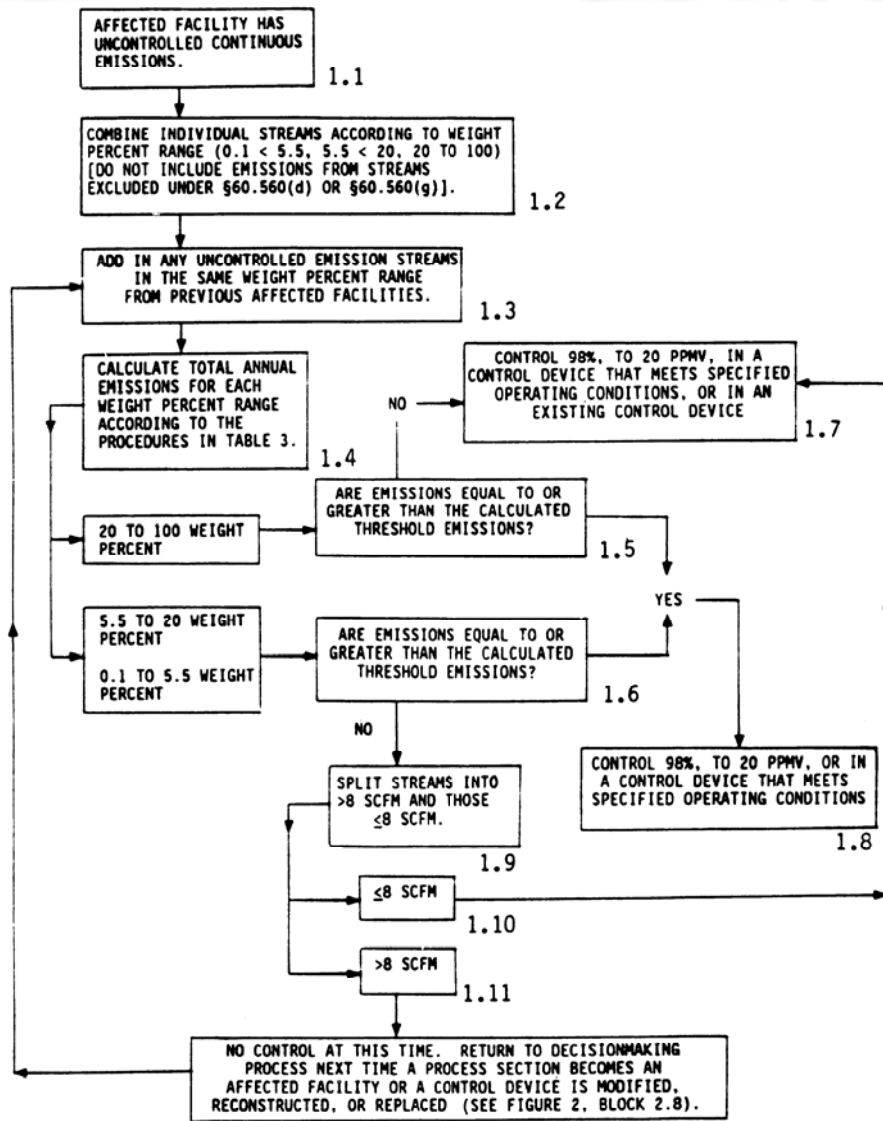 AFFECTED FACILITY HAS
UNCONTROLLED CONTINUOUS
EMISSIONS.
1.1
COMBINE INDIVIDUAL STREAMS ACCORDING TO WEIGHT
PERCENT RANGE (0.1 < 5.5, 5.5 < 20, 20 TO 100)
[DO NOT INCLUDE EMISSIONS FROM STREAMS
EXCLUDED UNDER §60.560(d) OR §60.560(g)].
1.2
ADD IN ANY UNCONTROLLED EMISSION STREAMS
IN THE SAME WEIGHT PERCENT RANGE
FROM PREVIOUS AFFECTED FACILITIES.
1.3
CALCULATE TOTAL ANNUAL
EMISSIONS FOR EACH
WEIGHT PERCENT RANGE
ACCORDING TO THE
PROCEDURES IN TABLE 3.
1.4
NO
CONTROL 98%, TO 20 PPMV, IN A
CONTROL DEVICE THAT MEETS SPECIFIED
OPERATING CONDITIONS, OR IN AN
EXISTING CONTROL DEVICE
1.7
20 TO 100 WEIGHT
PERCENT
ARE EMISSIONS EQUAL TO OR
GREATER THAN THE CALCULATED
THRESHOLD EMISSIONS?
1.5
YES
5.5 TO 20 WEIGHT
PERCENT
0.1 TO 5.5 WEIGHT
PERCENT
ARE EMISSIONS EQUAL TO OR
GREATER THAN THE CALCULATED
THRESHOLD EMISSIONS?
1.6
NO
CONTROL 98%, TO 20 PPMV, OR IN
A CONTROL DEVICE THAT MEETS
SPECIFIED OPERATING CONDITIONS
1.8
SPLIT STREAMS INTO
>8 SCFM AND THOSE
≤8 SCFM.
1.9
≤8 SCFM
1.10
>8 SCFM
1.11
NO CONTROL AT THIS TIME. RETURN TO DECISIONMAKING
PROCESS NEXT TIME A PROCESS SECTION BECOMES AN
AFFECTED FACILITY OR A CONTROL DEVICE IS MODIFIED,
RECONSTRUCTED, OR REPLACED (SEE FIGURE 2, BLOCK 2.8).